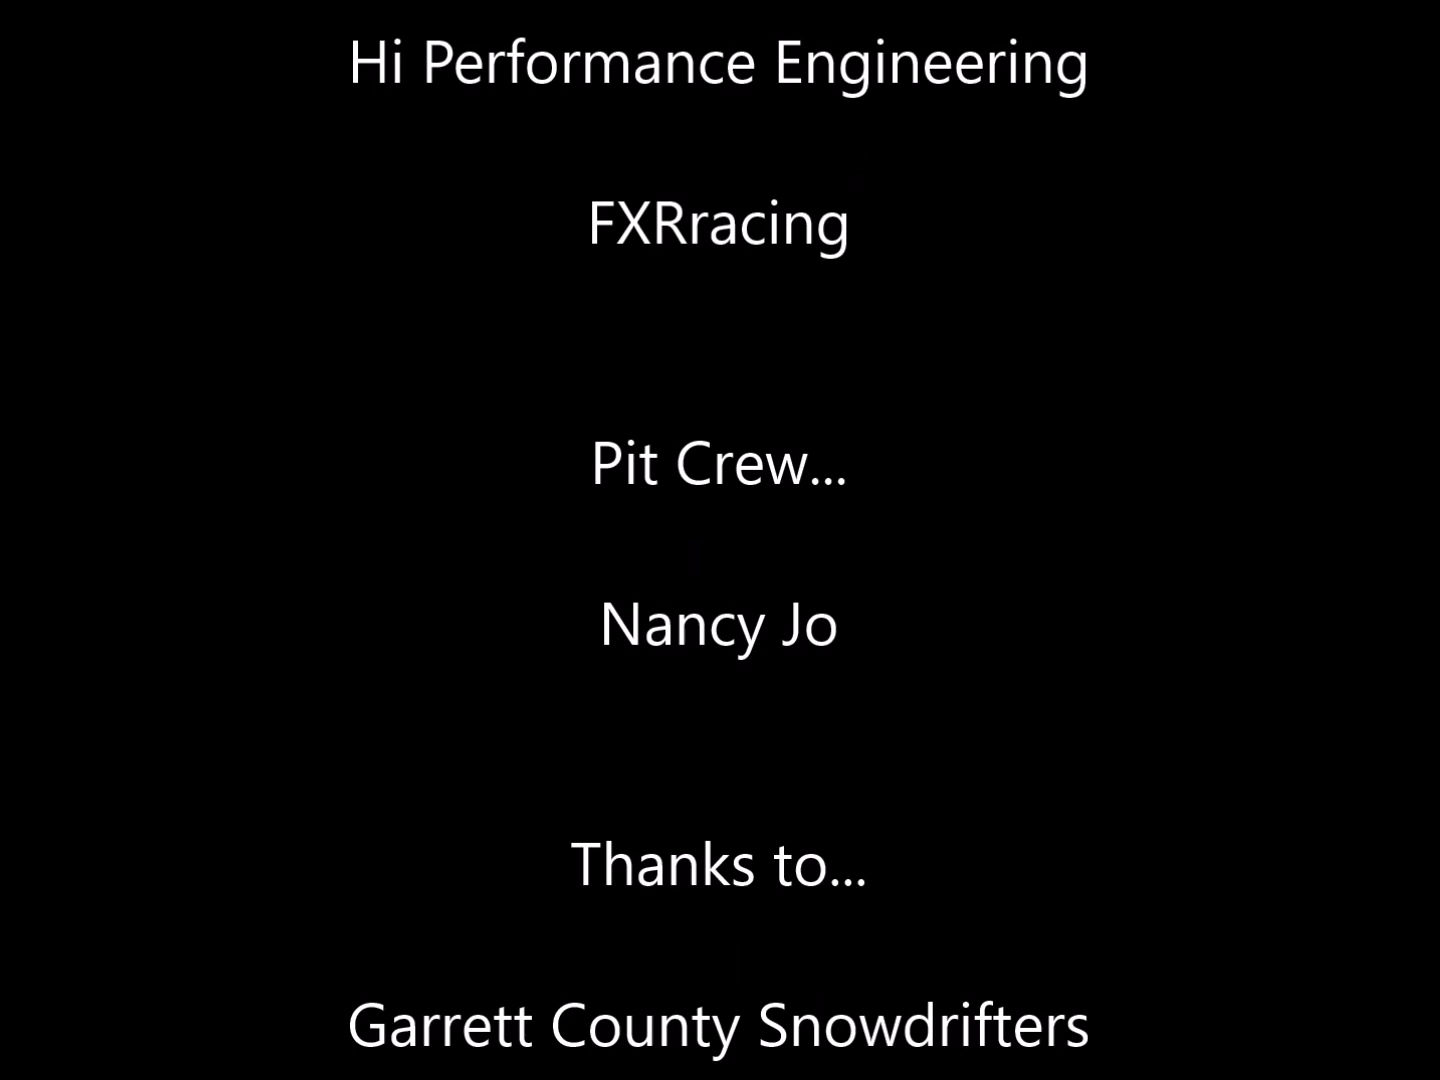 Hi Performance Engineering
FXRracing
Pit Crew...
Nancy Jo
Thanks to...
Garrett County Snowdrifters